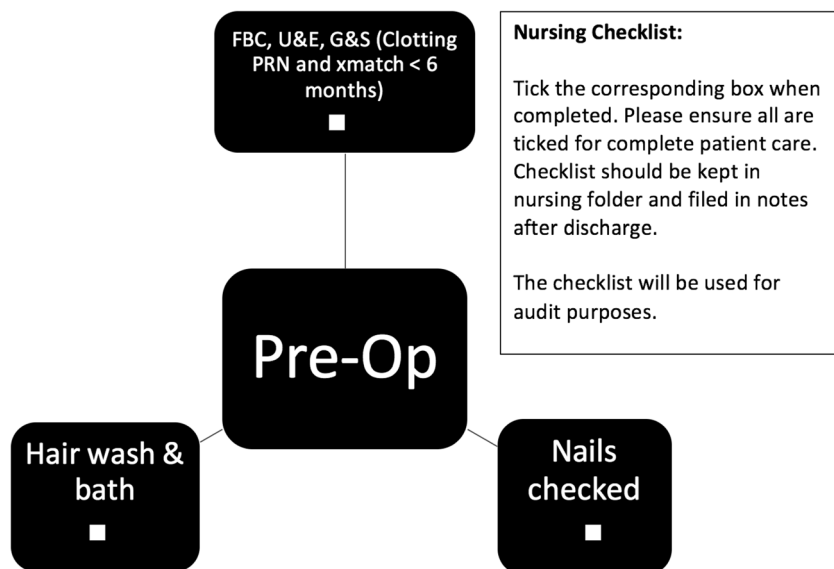 FBC, U&E, G&S (Clotting
PRN and xmatch < 6
months)
Nursing Checklist:
Tick the corresponding box when
completed. Please ensure all are
ticked for complete patient care.
Checklist should be kept in
nursing folder and filed in notes
after discharge.
The checklist will be used for
audit purposes.
Pre-Op
Hair wash &
bath
Nails
checked